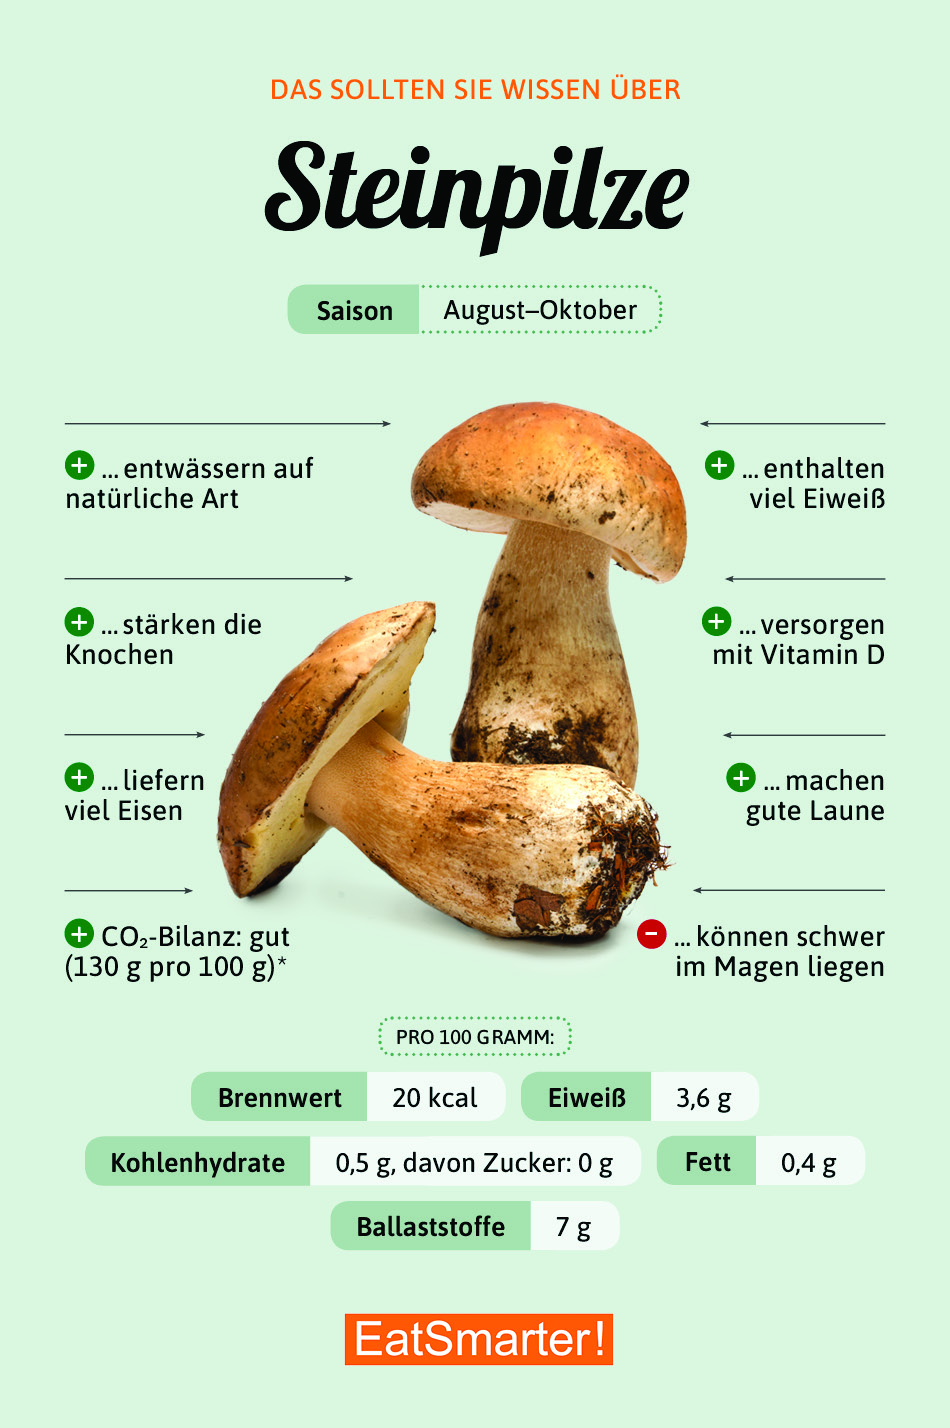 DAS SOLLTEN SIE WISSEN ÜBER
Steinpilze
Saison August–Oktober
+ ... entwässern auf
natürliche Art
+ ... enthalten
viel Eiweiß
+ ... stärken die
Knochen
+ ... versorgen
mit Vitamin D
+ ... liefern
viel Eisen
+ ... machen
gute Laune
+ CO₂-Bilanz: gut
(130 g pro 100 g)*
− ... können schwer
im Magen liegen
PRO 100 GRAMM:
Brennwert 20 kcal Eiweiß 3,6 g
Kohlenhydrate 0,5 g, davon Zucker: 0 g Fett 0,4 g
Ballaststoffe 7 g
EatSmarter!